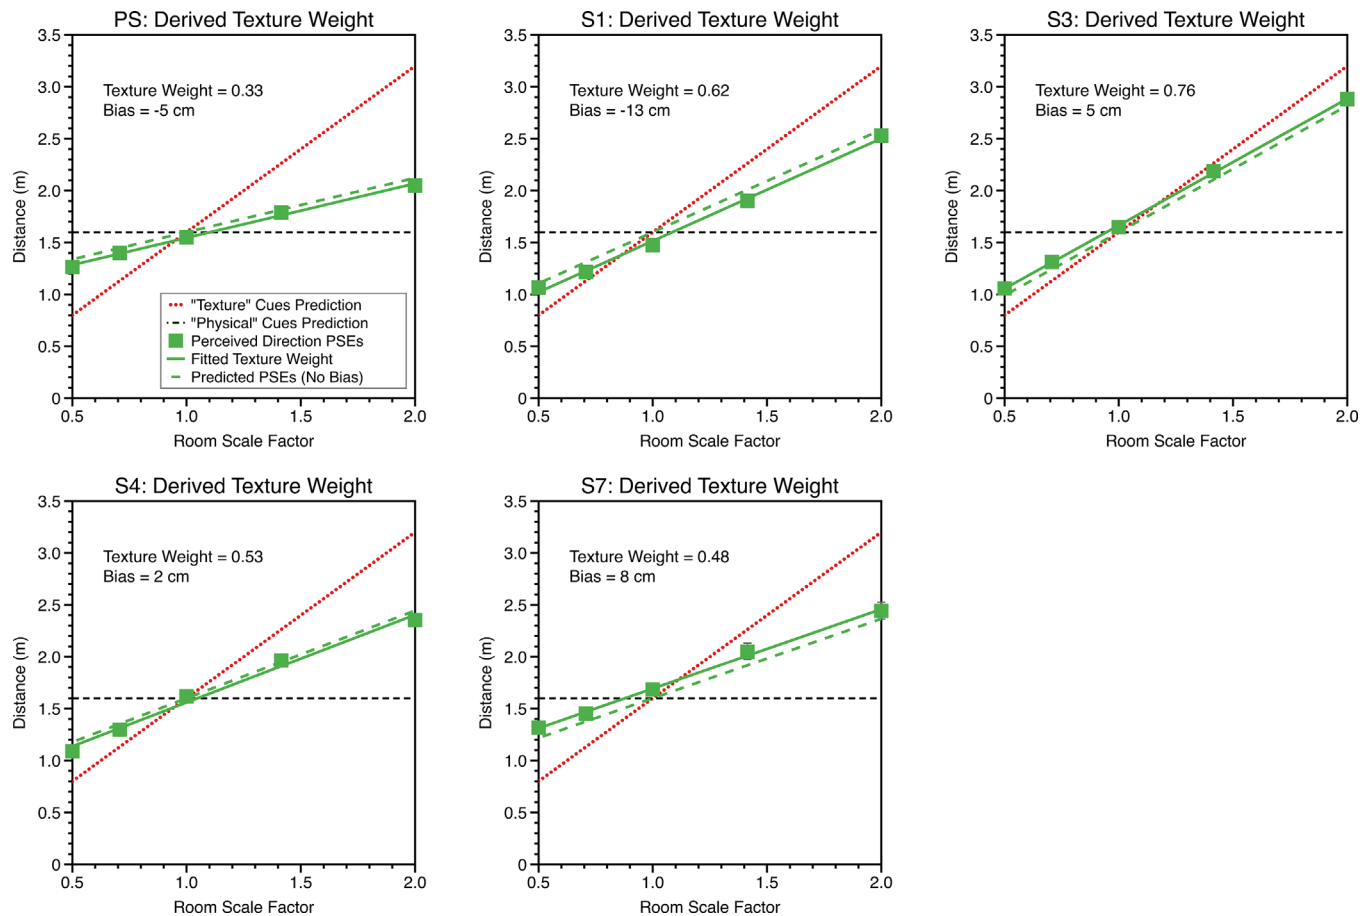 PS: Derived Texture Weight
3.5
3.0
2.5
2.0
1.5
1.0
0.5
0
Distance (m)
Texture Weight = 0.33
Bias = -5 cm
"Texture" Cues Prediction
"Physical" Cues Prediction
Perceived Direction PSEs
Fitted Texture Weight
Predicted PSEs (No Bias)
0.5 1.0 1.5 2.0
Room Scale Factor
S1: Derived Texture Weight
3.5
3.0
2.5
2.0
1.5
1.0
0.5
0
Distance (m)
Texture Weight = 0.62
Bias = -13 cm
0.5 1.0 1.5 2.0
Room Scale Factor
S3: Derived Texture Weight
3.5
3.0
2.5
2.0
1.5
1.0
0.5
0
Distance (m)
Texture Weight = 0.76
Bias = 5 cm
0.5 1.0 1.5 2.0
Room Scale Factor
S4: Derived Texture Weight
3.5
3.0
2.5
2.0
1.5
1.0
0.5
0
Distance (m)
Texture Weight = 0.53
Bias = 2 cm
0.5 1.0 1.5 2.0
Room Scale Factor
S7: Derived Texture Weight
3.5
3.0
2.5
2.0
1.5
1.0
0.5
0
Distance (m)
Texture Weight = 0.48
Bias = 8 cm
0.5 1.0 1.5 2.0
Room Scale Factor